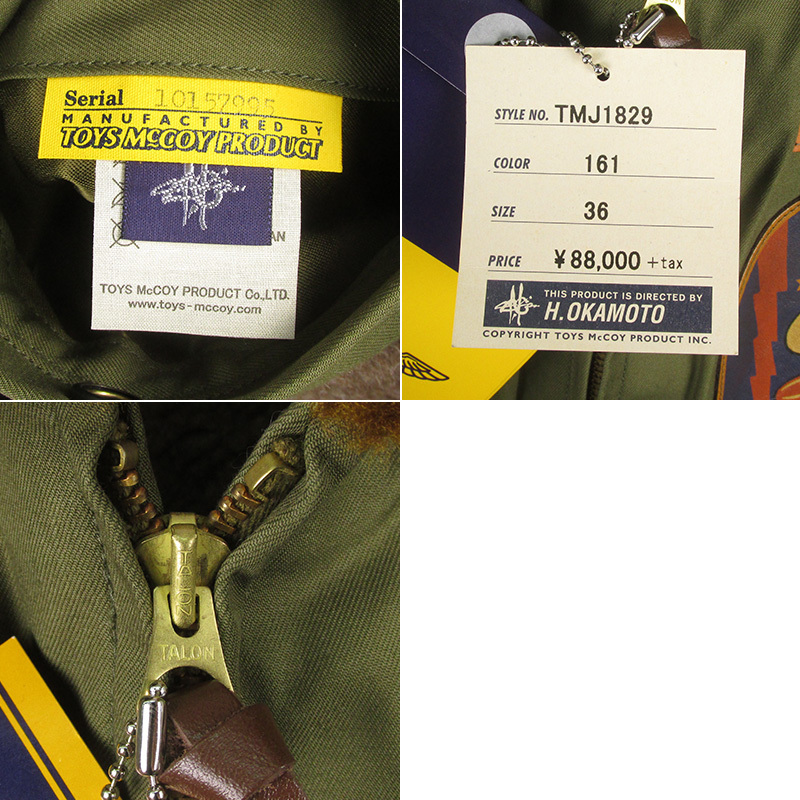 Serial 10157995
MANUFACTURED BY
TOYS McCOY PRODUCT
AN
TOYS McCOY PRODUCT Co.,LTD.
www.toys-mccoy.com
STYLE NO. TMJ1829
COLOR 161
SIZE 36
PRICE ¥88,000 +tax
THIS PRODUCT IS DIRECTED BY
H.OKAMOTO
COPYRIGHT TOYS McCOY PRODUCT INC.
TALON
TALON